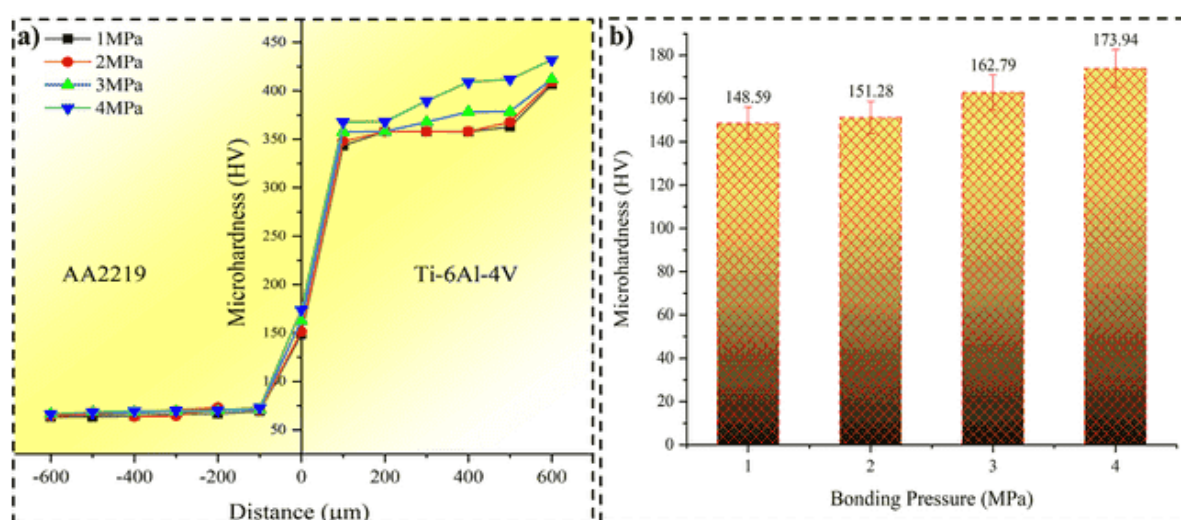 a)
1MPa
2MPa
3MPa
4MPa
450
400
350
300
250
150
100
50
Microhardness (HV)
AA2219
Ti-6Al-4V
-600 -400 -200 0 200 400 600
Distance (μm)
b)
180
160
140
120
100
80
60
40
20
0
Microhardness (HV)
148.59
151.28
162.79
173.94
1 2 3 4
Bonding Pressure (MPa)